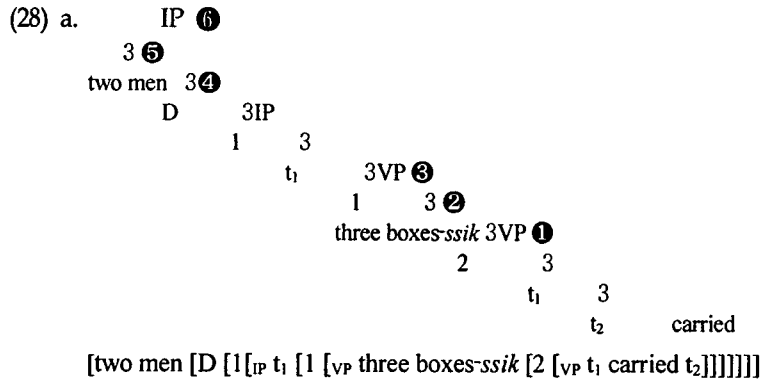 (28) a. IP ❻
3 ❺
two men 3 ❹
D 3IP
1 3
t₁ 3VP ❸
1 3 ❷
three boxes-ssik 3VP ❶
2 3
t₁ 3
t₂ carried
[two men [D [1[IP t₁ [1 [VP three boxes-ssik [2 [VP t₁ carried t₂]]]]]]]